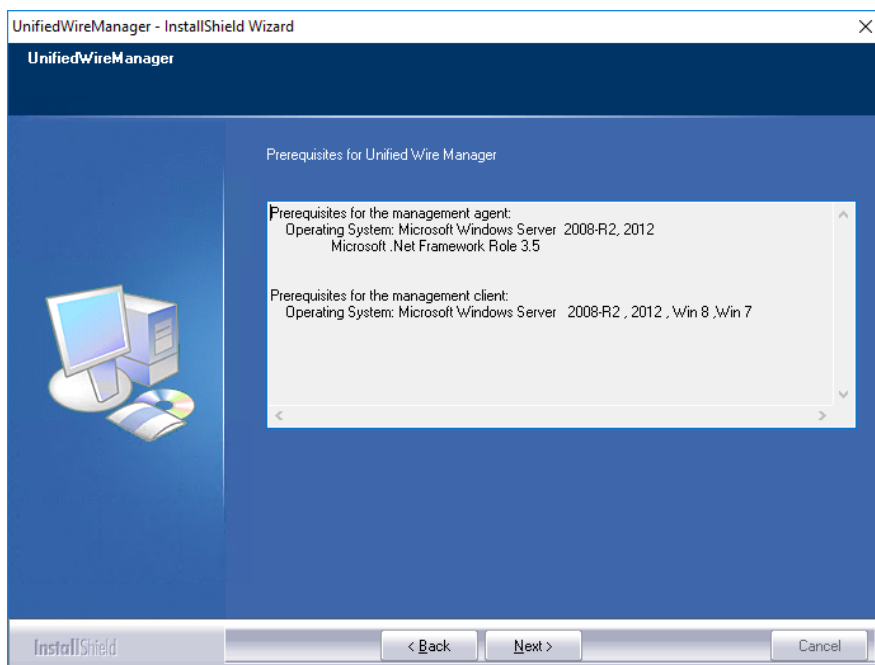 UnifiedWireManager - InstallShield Wizard
UnifiedWireManager
Prerequisites for Unified Wire Manager
Prerequisites for the management agent:
Operating System: Microsoft Windows Server 2008-R2, 2012
Microsoft .Net Framework Role 3.5
Prerequisites for the management client:
Operating System: Microsoft Windows Server 2008-R2 , 2012 , Win 8 ,Win 7
InstallShield
< Back
Next >
Cancel